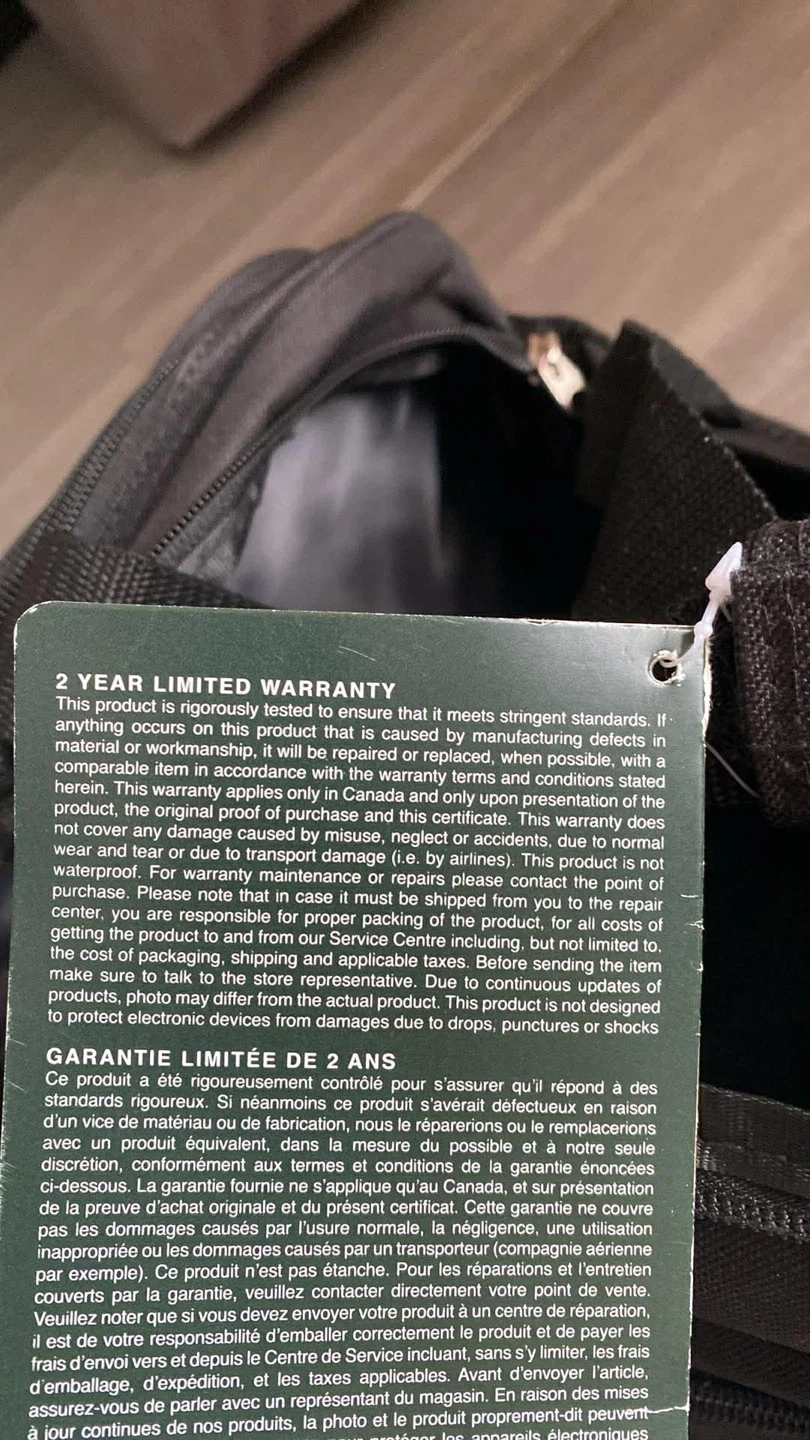 2 YEAR LIMITED WARRANTY
This product is rigorously tested to ensure that it meets stringent standards. If
anything occurs on this product that is caused by manufacturing defects in
material or workmanship, it will be repaired or replaced, when possible, with a
comparable item in accordance with the warranty terms and conditions stated
herein. This warranty applies only in Canada and only upon presentation of the
product, the original proof of purchase and this certificate. This warranty does
not cover any damage caused by misuse, neglect or accidents, due to normal
wear and tear or due to transport damage (i.e. by airlines). This product is not
waterproof. For warranty maintenance or repairs please contact the point of
purchase. Please note that in case it must be shipped from you to the repair
center, you are responsible for proper packing of the product, for all costs of
getting the product to and from our Service Centre including, but not limited to,
the cost of packaging, shipping and applicable taxes. Before sending the item
make sure to talk to the store representative. Due to continuous updates of
products, photo may differ from the actual product. This product is not designed
to protect electronic devices from damages due to drops, punctures or shocks
GARANTIE LIMITÉE DE 2 ANS
Ce produit a été rigoureusement contrôlé pour s'assurer qu'il répond à des
standards rigoureux. Si néanmoins ce produit s'avérait défectueux en raison
d'un vice de matériau ou de fabrication, nous le réparerions ou le remplacerions
avec un produit équivalent, dans la mesure du possible et à notre seule
discrétion, conformément aux termes et conditions de la garantie énoncées
ci-dessous. La garantie fournie ne s'applique qu'au Canada, et sur présentation
de la preuve d'achat originale et du présent certificat. Cette garantie ne couvre
pas les dommages causés par l'usure normale, la négligence, une utilisation
inappropriée ou les dommages causés par un transporteur (compagnie aérienne
par exemple). Ce produit n'est pas étanche. Pour les réparations et l'entretien
couverts par la garantie, veuillez contacter directement votre point de vente.
Veuillez noter que si vous devez envoyer votre produit à un centre de réparation,
il est de votre responsabilité d'emballer correctement le produit et de payer les
frais d'envoi vers et depuis le Centre de Service incluant, sans s'y limiter, les frais
d'emballage, d'expédition, et les taxes applicables. Avant d'envoyer l'article,
assurez-vous de parler avec un représentant du magasin. En raison des mises
à jour continues de nos produits, la photo et le produit proprement-dit peuvent
protéger les appareils électroniques